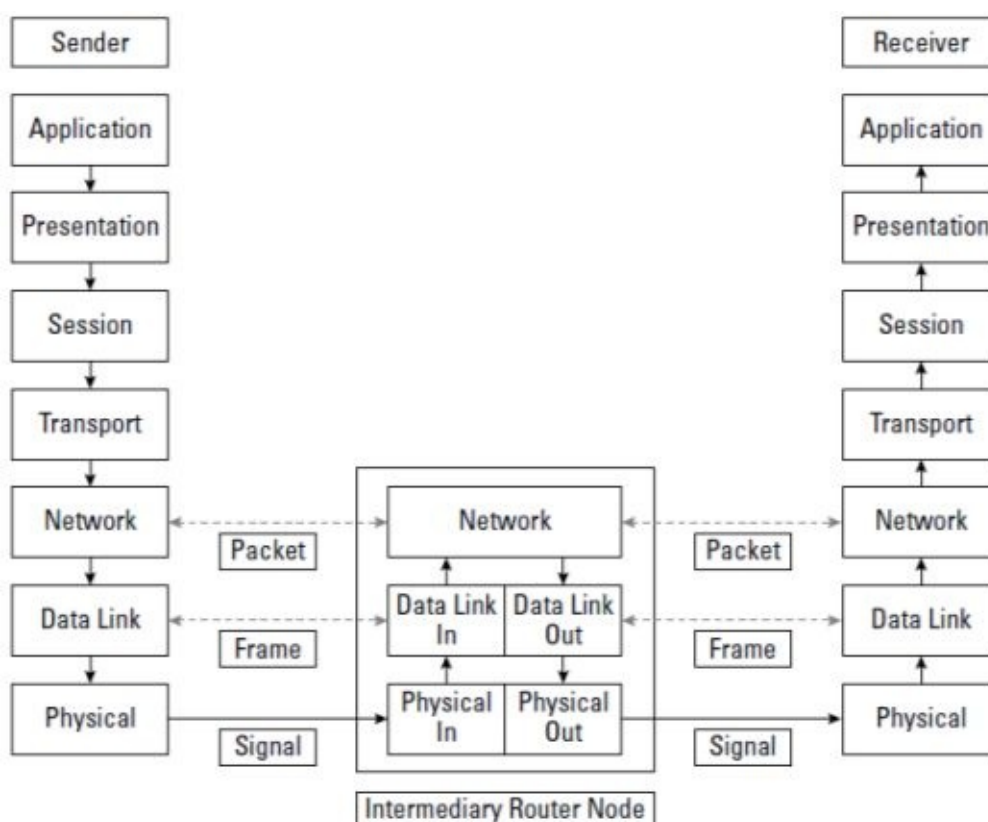 Sender
Receiver
Application
Application
Presentation
Presentation
Session
Session
Transport
Transport
Network
Network
Network
Packet
Packet
Data Link
Data Link
In
Data Link
Out
Data Link
Frame
Frame
Physical
Physical
In
Physical
Out
Physical
Signal
Signal
Intermediary Router Node